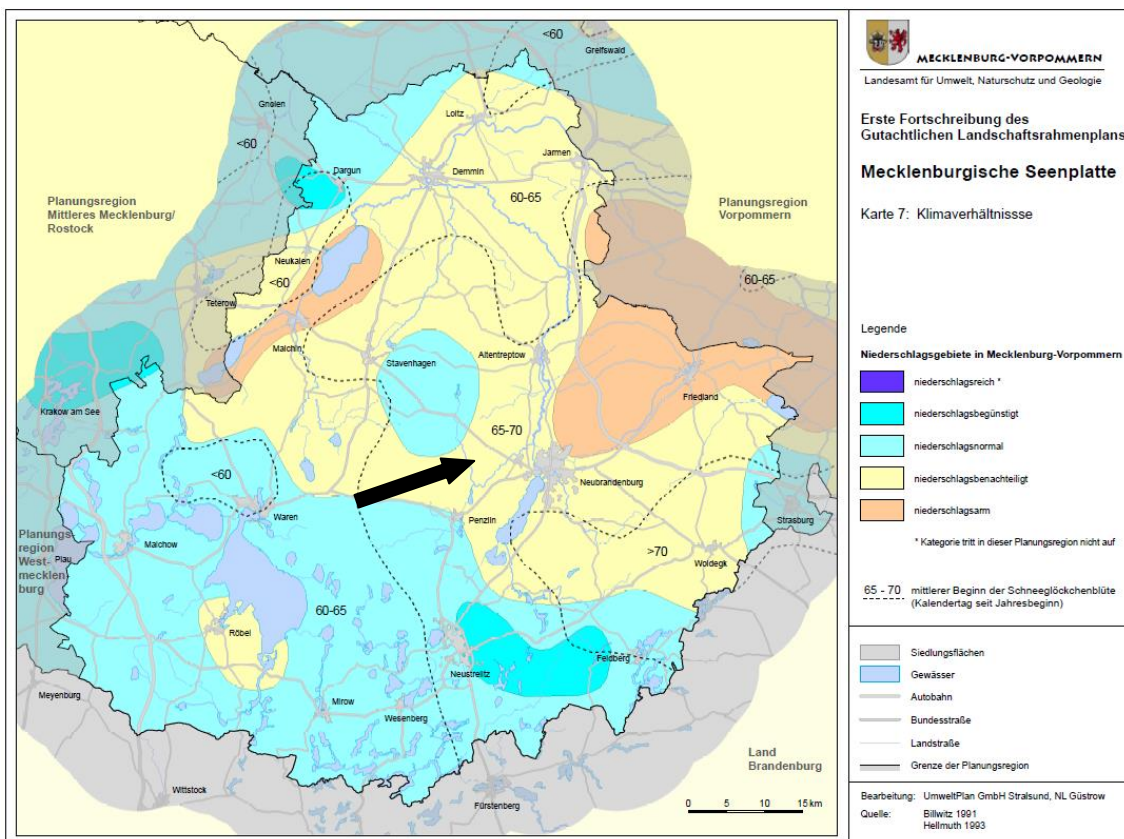 <60
Greifswald
Gnoien
<60
Loitz
Jarmen
Dargun
Demmin
60-65
Planungsregion
Mittleres Mecklenburg/
Rostock
Planungsregion
Vorpommern
Neukalen
<60
60-65
Teterow
Malchin
Stavenhagen
Altentreptow
Krakow am See
Friedland
65-70
<60
Neubrandenburg
Waren
Penzlin
Strasburg
Planungs-
region
West-
mecklen-
burg
Plau
Malchow
>70
Woldegk
60-65
Röbel
Neustrelitz
Feldberg
Meyenburg
Mirow
Wesenberg
Land
Brandenburg
Wittstock
Fürstenberg
0 5 10 15 km
MECKLENBURG-VORPOMMERN
Landesamt für Umwelt, Naturschutz und Geologie
Erste Fortschreibung des
Gutachtlichen Landschaftsrahmenplans
Mecklenburgische Seenplatte
Karte 7: Klimaverhältnissse
Legende
Niederschlagsgebiete in Mecklenburg-Vorpommern
niederschlagsreich *
niederschlagsbegünstigt
niederschlagsnormal
niederschlagsbenachteiligt
niederschlagsarm
* Kategorie tritt in dieser Planungsregion nicht auf
65 - 70 mittlerer Beginn der Schneeglöckchenblüte
(Kalendertag seit Jahresbeginn)
Siedlungsflächen
Gewässer
Autobahn
Bundesstraße
Landstraße
Grenze der Planungsregion
Bearbeitung: UmweltPlan GmbH Stralsund, NL Güstrow
Quelle: Billwitz 1991
Hellmuth 1993